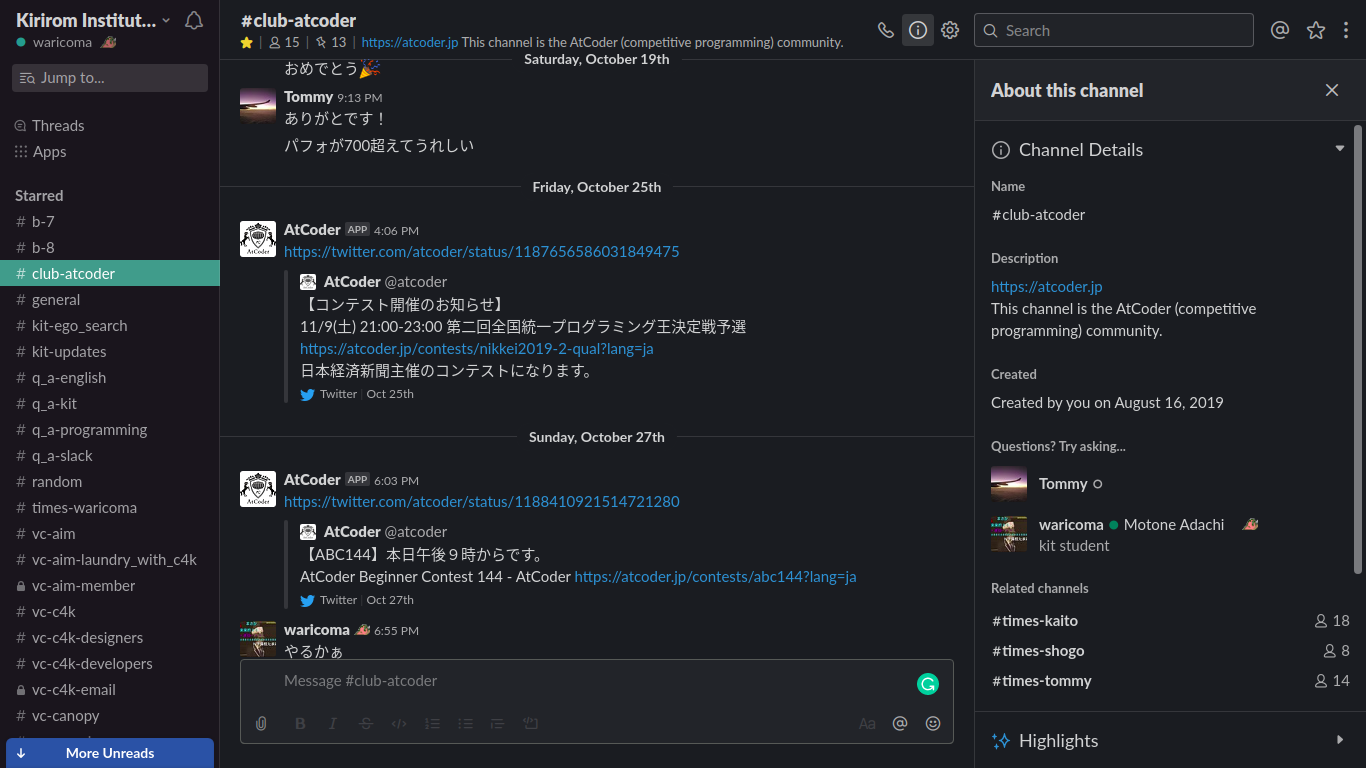 Kirirom Institut...
waricoma
Jump to...
Threads
Apps
Starred
# b-7
# b-8
# club-atcoder
# general
# kit-ego_search
# kit-updates
# q_a-english
# q_a-kit
# q_a-programming
# q_a-slack
# random
# times-waricoma
# vc-aim
# vc-aim-laundry_with_c4k
vc-aim-member
# vc-c4k
# vc-c4k-designers
# vc-c4k-developers
vc-c4k-email
# vc-canopy
More Unreads
#club-atcoder
15 | 13 | https://atcoder.jp This channel is the AtCoder (competitive programming) community.
Search
Saturday, October 19th
おめでとう🎉
Tommy 9:13 PM
ありがとです！
パフォが700超えてうれしい
Friday, October 25th
AtCoder APP 4:06 PM
https://twitter.com/atcoder/status/1187656586031849475
AtCoder @atcoder
【コンテスト開催のお知らせ】
11/9(土) 21:00-23:00 第二回全国統一プログラミング王決定戦予選
https://atcoder.jp/contests/nikkei2019-2-qual?lang=ja
日本経済新聞主催のコンテストになります。
Twitter | Oct 25th
Sunday, October 27th
AtCoder APP 6:03 PM
https://twitter.com/atcoder/status/1188410921514721280
AtCoder @atcoder
【ABC144】本日午後９時からです。
AtCoder Beginner Contest 144 - AtCoder https://atcoder.jp/contests/abc144?lang=ja
Twitter | Oct 27th
waricoma 6:55 PM
やるかぁ
Message #club-atcoder
B I S </> Aa @
About this channel
Channel Details
Name
#club-atcoder
Description
https://atcoder.jp
This channel is the AtCoder (competitive
programming) community.
Created
Created by you on August 16, 2019
Questions? Try asking...
Tommy
waricoma Motone Adachi
kit student
Related channels
#times-kaito 18
#times-shogo 8
#times-tommy 14
Highlights